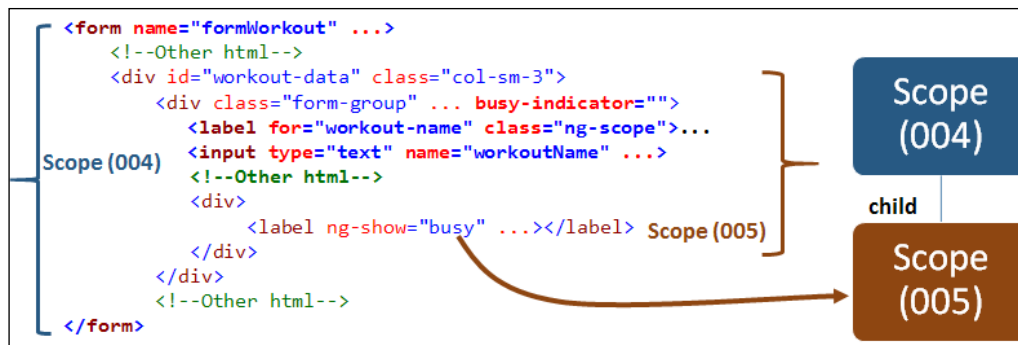 <form name="formWorkout" ...>
<!--Other html-->
<div id="workout-data" class="col-sm-3">
<div class="form-group" ... busy-indicator="">
<label for="workout-name" class="ng-scope">...
<input type="text" name="workoutName" ...>
<!--Other html-->
<div>
<label ng-show="busy" ...></label>
</div>
</div>
<!--Other html-->
</form>
Scope (004)
Scope (005)
Scope
(004)
child
Scope
(005)